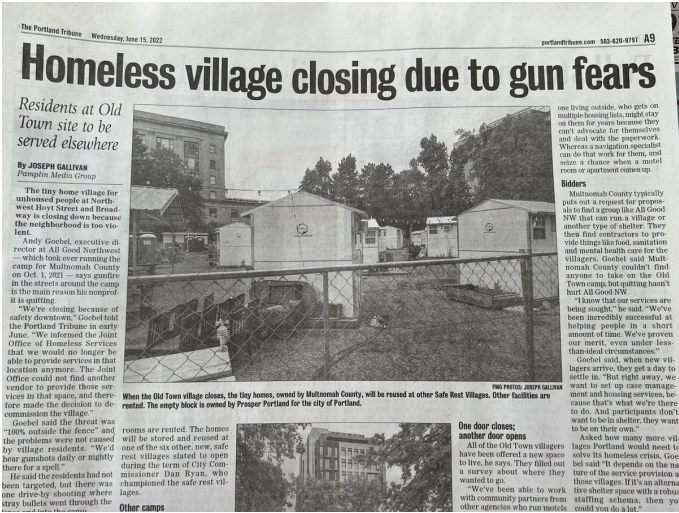 The Portland Tribune Wednesday, June 15, 2022
portlandtribune.com 503-620-9797 A9
Homeless village closing due to gun fears
Residents at Old
Town site to be
served elsewhere
By JOSEPH GALLIVAN
Pamplin Media Group
The tiny home village for
unhoused people at North-
west Hoyt Street and Broad-
way is closing down because
the neighborhood is too vio-
lent.
Andy Goebel, executive di-
rector at All Good Northwest
— which took over running the
camp for Multnomah County
on Oct. 1, 2021 — says gunfire
in the streets around the camp
is the main reason his nonprof-
it is quitting.
"We're closing because of
safety downtown," Goebel told
the Portland Tribune in early
June. "We informed the Joint
Office of Homeless Services
that we would no longer be
able to provide services in that
location anymore. The Joint
Office could not find another
vendor to provide those ser-
vices in that space, and there-
fore made the decision to de-
commission the village."
Goebel said the threat was
"100% outside the fence" and
the problems were not caused
by village residents. "We'd
hear gunshots daily or nightly
there for a spell."
He said the residents had not
been targeted, but there was
one drive-by shooting where
stray bullets went through the
When the Old Town village closes, the tiny homes, owned by Multnomah County, will be reused at other Safe Rest Villages. Other facilities are
rented. The empty block is owned by Prosper Portland for the city of Portland.
PMG PHOTOS: JOSEPH GALLIVAN
rooms are rented. The homes
will be stored and reused at
one of the six other, new, safe
rest villages slated to open
during the term of City Com-
missioner Dan Ryan, who
championed the safe rest vil-
lages.
Other camps
One door closes;
another door opens
All of the Old Town villagers
have been offered a new space
to live, he says. They filled out
a survey about where they
wanted to go.
"We've been able to work
with community partners from
other agencies who run motels
one living outside, who gets on
multiple housing lists, might stay
on them for years because they
can't advocate for themselves
and deal with the paperwork.
Whereas a navigation specialist
can do that work for them, and
seize a chance when a motel
room or apartment comes up.
Bidders
Multnomah County typically
puts out a request for propos-
als to find a group like All Good
NW that can run a village or
another type of shelter. They
then find contractors to pro-
vide things like food, sanitation
and mental health care for the
villagers. Goebel said Mult-
nomah County couldn't find
anyone to take on the Old
Town camp, but quitting hasn't
hurt All Good NW.
"I know that our services are
being sought," he said. "We've
been incredibly successful at
helping people in a short
amount of time. We've proven
our merit, even under less-
than-ideal circumstances."
Goebel said, when new vil-
lagers arrive, they get a day to
settle in. "But right away, we
want to set up case manage-
ment and housing services, be-
cause that's what we're there
to do. And participants don't
want to be in shelter, they want
to be on their own."
Asked how many more vil-
lages Portland would need to
solve its homeless crisis, Goe-
bel said "It depends on the na-
ture of the service provision at
those villages. If it's an alterna-
tive shelter space with a robust
staffing schema, then you
could you do a lot."